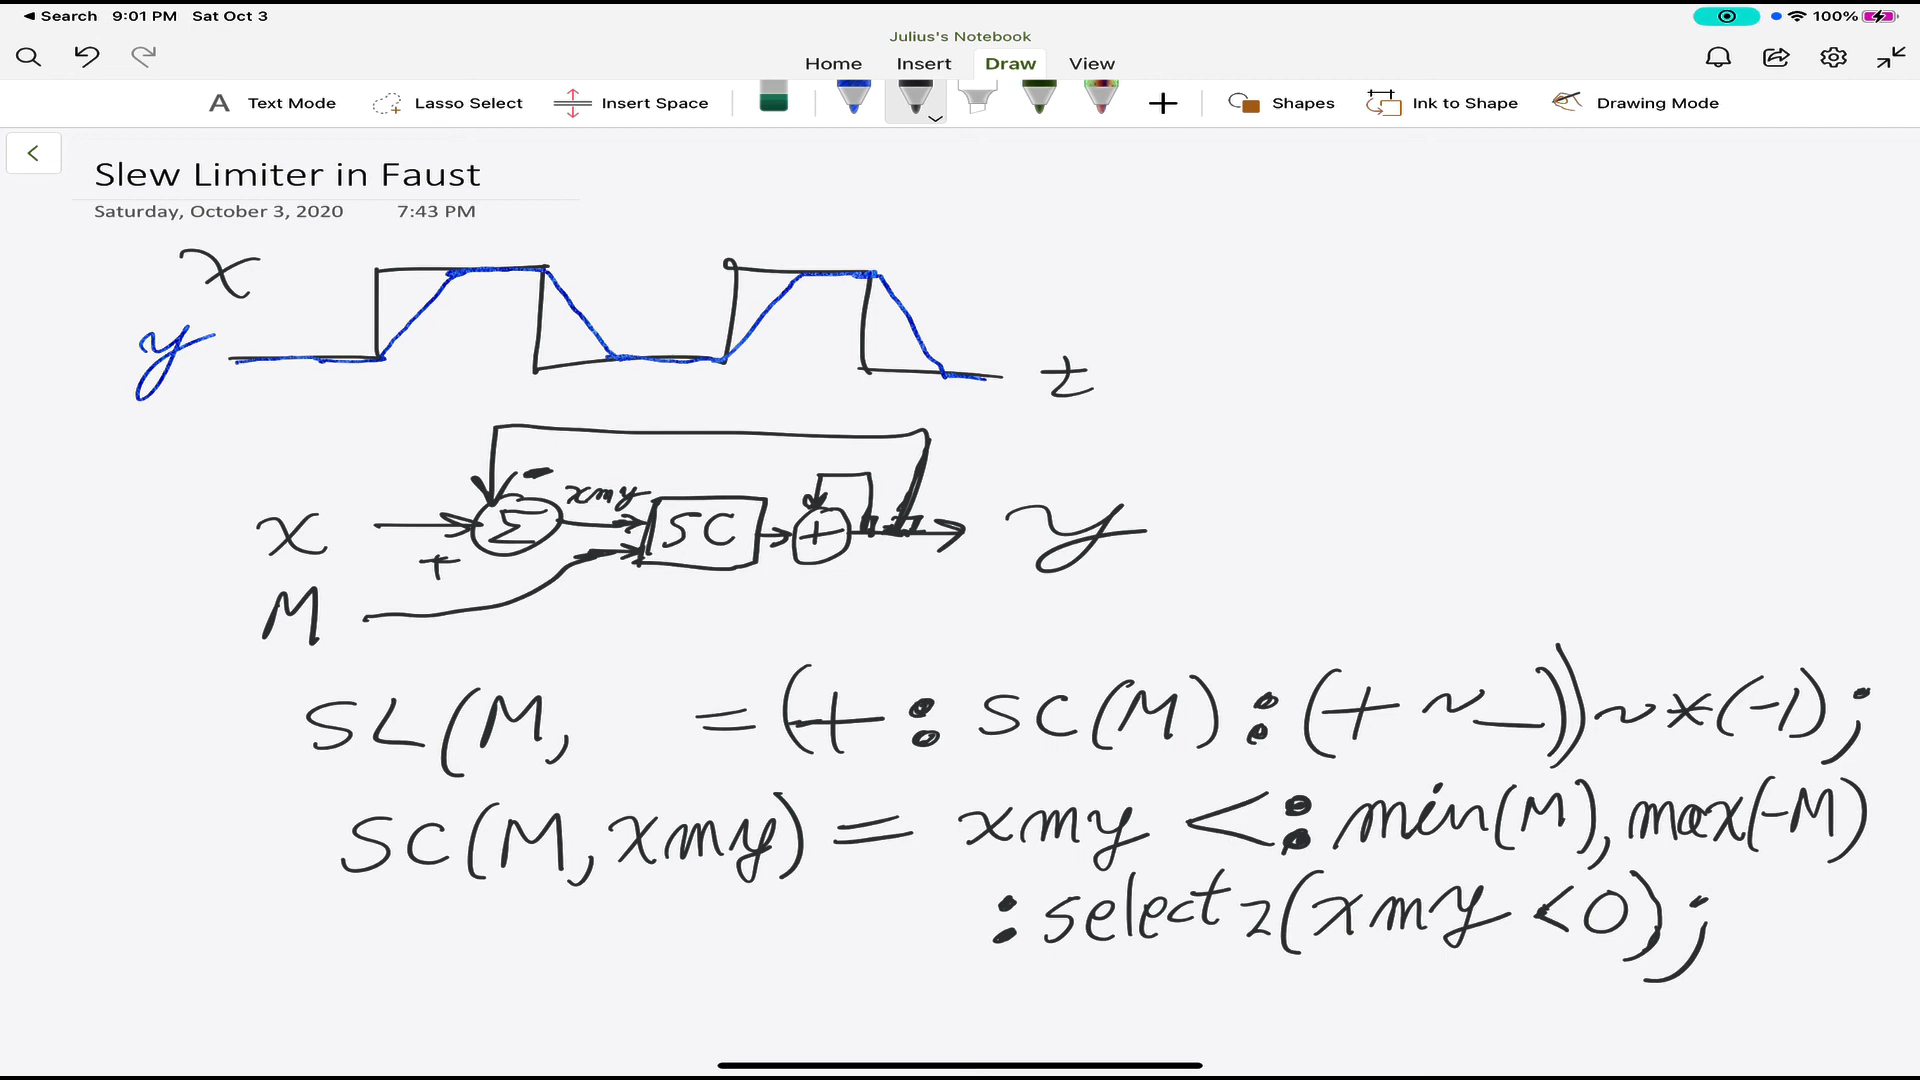 Search 9:01 PM Sat Oct 3 100%
Julius's Notebook
Home Insert Draw View
Text Mode Lasso Select Insert Space Shapes Ink to Shape Drawing Mode
Slew Limiter in Faust
Saturday, October 3, 2020 7:43 PM
x
y
t
- xmy
x Σ SC + y
+
M
SL(M, = (+ : SC(M) : (+ ~ _)) ~ *(-1);
SC(M, xmy) = xmy <: min(M), max(-M)
: select2(xmy < 0);